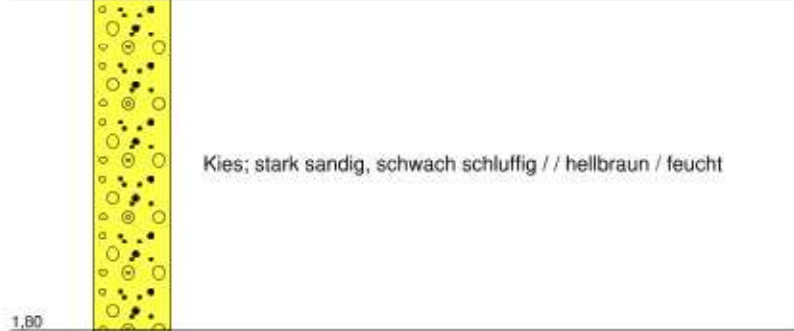 Kies; stark sandig, schwach schluffig / / hellbraun / feucht
1,80